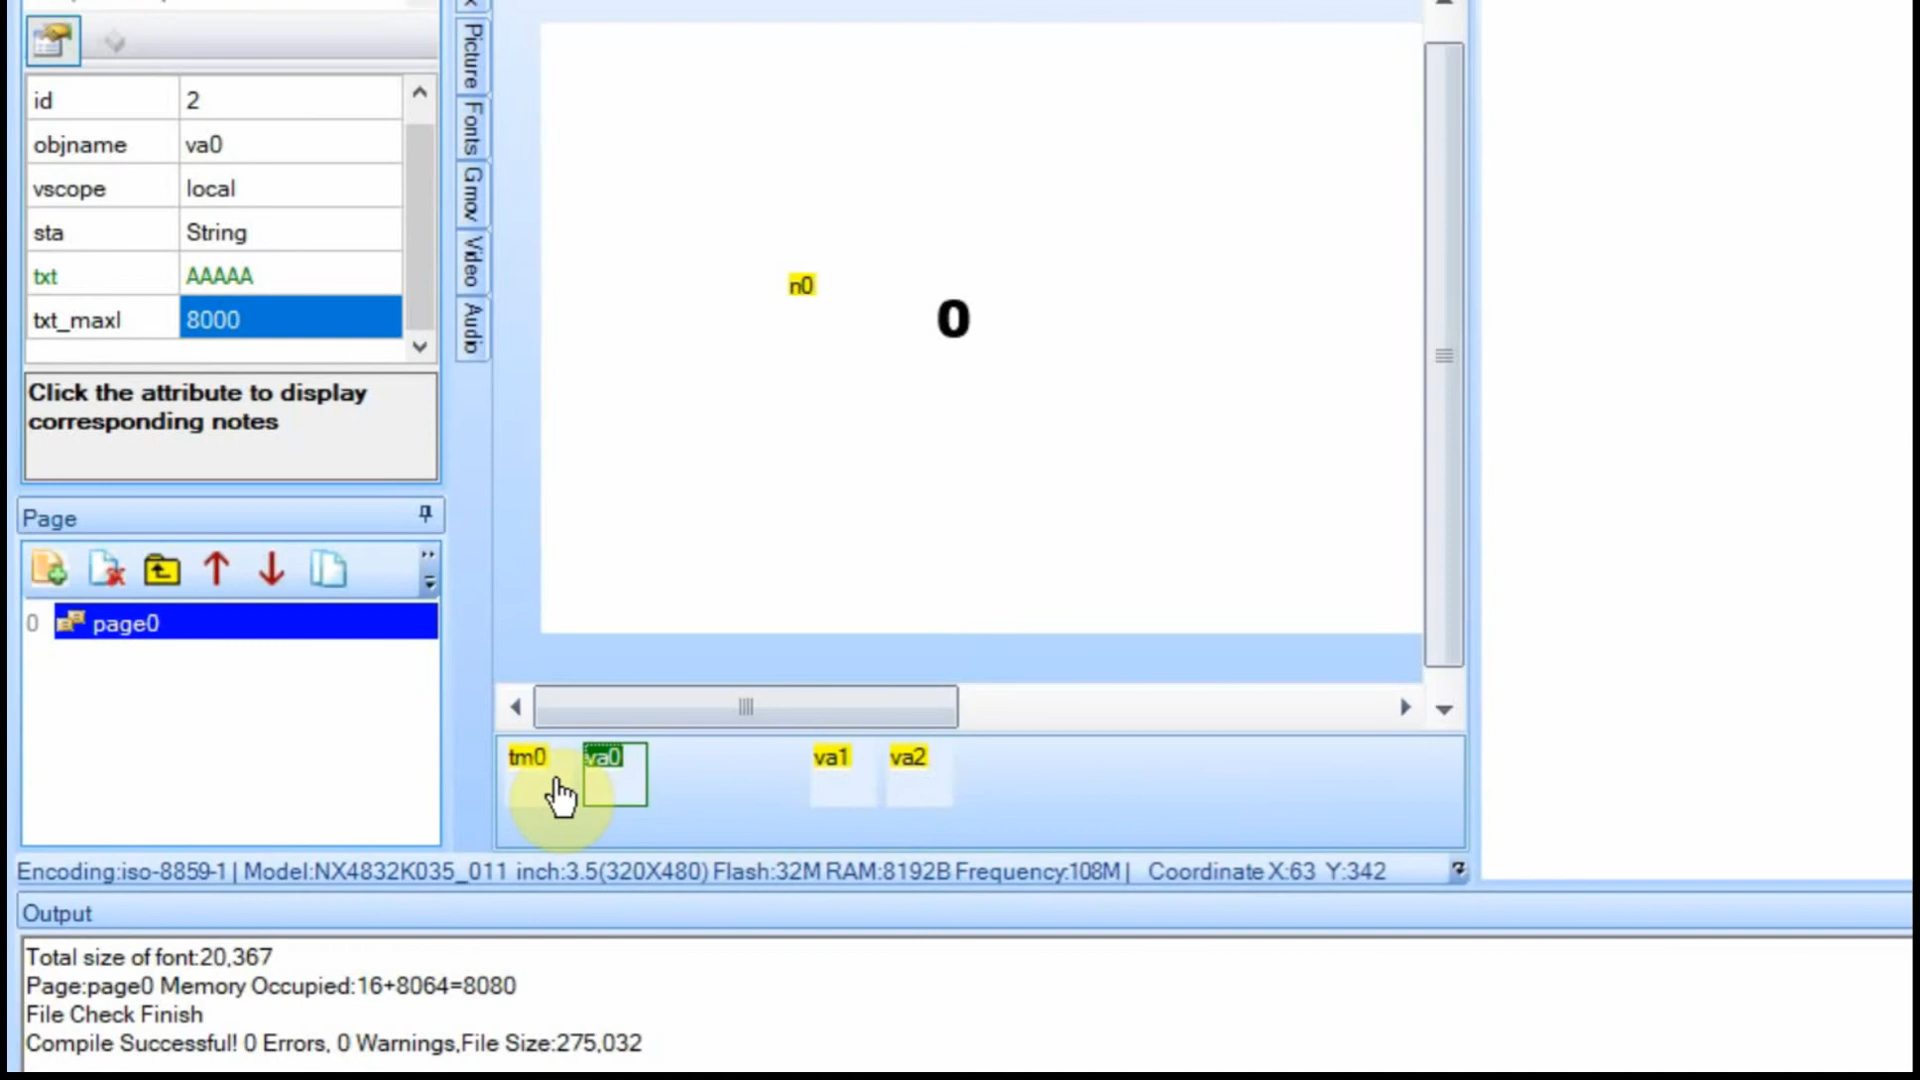 Picture
Fonts
Gmov
Video
Audio
id 2
objname va0
vscope local
sta String
txt AAAAA
txt_maxl 8000
Click the attribute to display
corresponding notes
Page
0 page0
n0
0
tm0 va0 va1 va2
Encoding:iso-8859-1| Model:NX4832K035_011 inch:3.5(320X480) Flash:32M RAM:8192B Frequency:108M| Coordinate X:63 Y:342
Output
Total size of font:20,367
Page:page0 Memory Occupied:16+8064=8080
File Check Finish
Compile Successful! 0 Errors, 0 Warnings,File Size:275,032